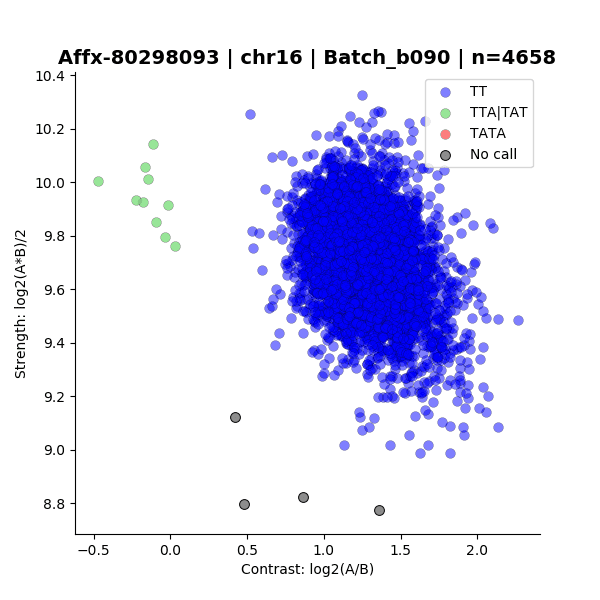 Affx-80298093 | chr16 | Batch_b090 | n=4658
10.4
10.2
10.0
9.8
9.6
9.4
9.2
9.0
8.8
Strength: log2(A*B)/2
TT
TTA|TAT
TATA
No call
−0.5
0.0
0.5
1.0
1.5
2.0
Contrast: log2(A/B)